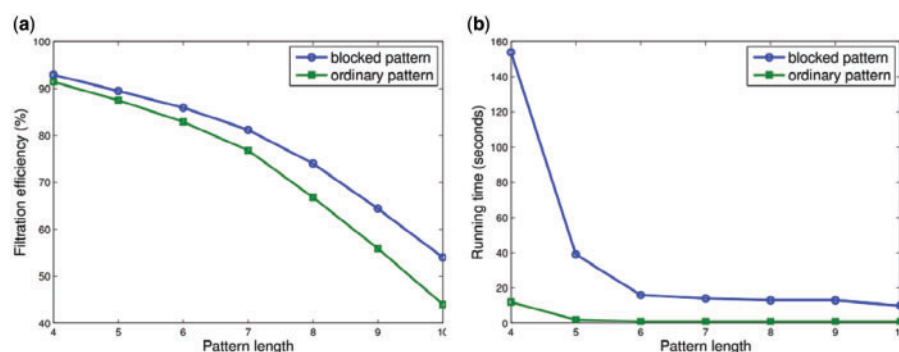 (a)
100
90
80
70
60
50
40
4 5 6 7 8 9 10
Filtration efficiency (%)
Pattern length
blocked pattern
ordinary pattern
(b)
160
140
120
100
80
60
40
20
0
4 5 6 7 8 9
Running time (seconds)
Pattern length
blocked pattern
ordinary pattern